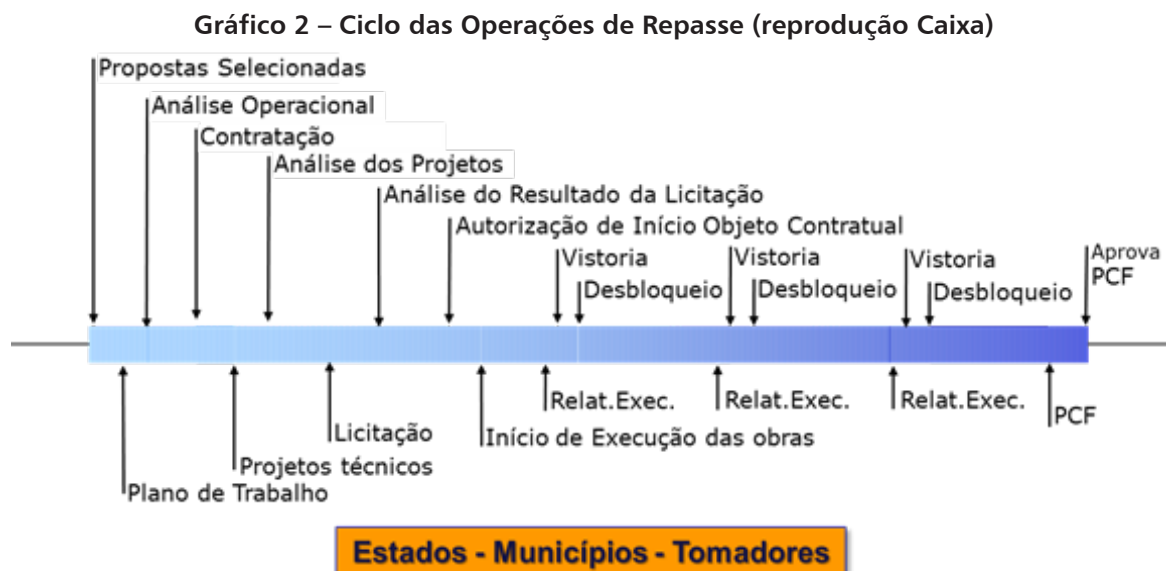 Gráfico 2 – Ciclo das Operações de Repasse (reprodução Caixa)
Propostas Selecionadas
Análise Operacional
Contratação
Análise dos Projetos
Análise do Resultado da Licitação
Autorização de Início Objeto Contratual
Vistoria
Desbloqueio
Vistoria
Desbloqueio
Vistoria
Desbloqueio
Aprova
PCF
Relat.Exec.
Relat.Exec.
Relat.Exec.
PCF
Licitação
Início de Execução das obras
Projetos técnicos
Plano de Trabalho
Estados - Municípios - Tomadores